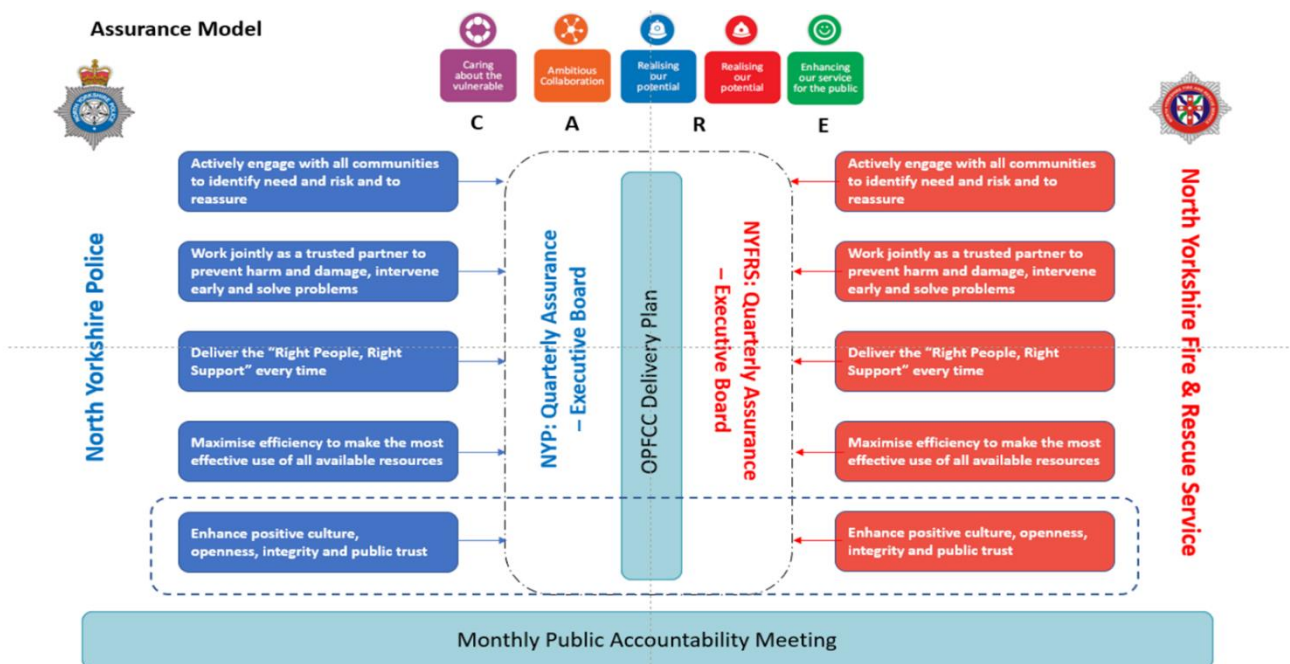 Assurance Model
Caring
about the
vulnerable
Ambitious
Collaboration
Realising
our
potential
Realising
our
potential
Enhancing
our service
for the public
C
A
R
E
NORTH YORKSHIRE POLICE
North Yorkshire Police
Actively engage with all communities
to identify need and risk and to
reassure
Work jointly as a trusted partner to
prevent harm and damage, intervene
early and solve problems
Deliver the “Right People, Right
Support” every time
Maximise efficiency to make the most
effective use of all available resources
Enhance positive culture,
openness, integrity and public trust
NYP: Quarterly Assurance
– Executive Board
OPFCC Delivery Plan
NYFRS: Quarterly Assurance
– Executive Board
Actively engage with all communities
to identify need and risk and to
reassure
Work jointly as a trusted partner to
prevent harm and damage, intervene
early and solve problems
Deliver the “Right People, Right
Support” every time
Maximise efficiency to make the most
effective use of all available resources
Enhance positive culture, openness,
integrity and public trust
North Yorkshire Fire & Rescue Service
Monthly Public Accountability Meeting